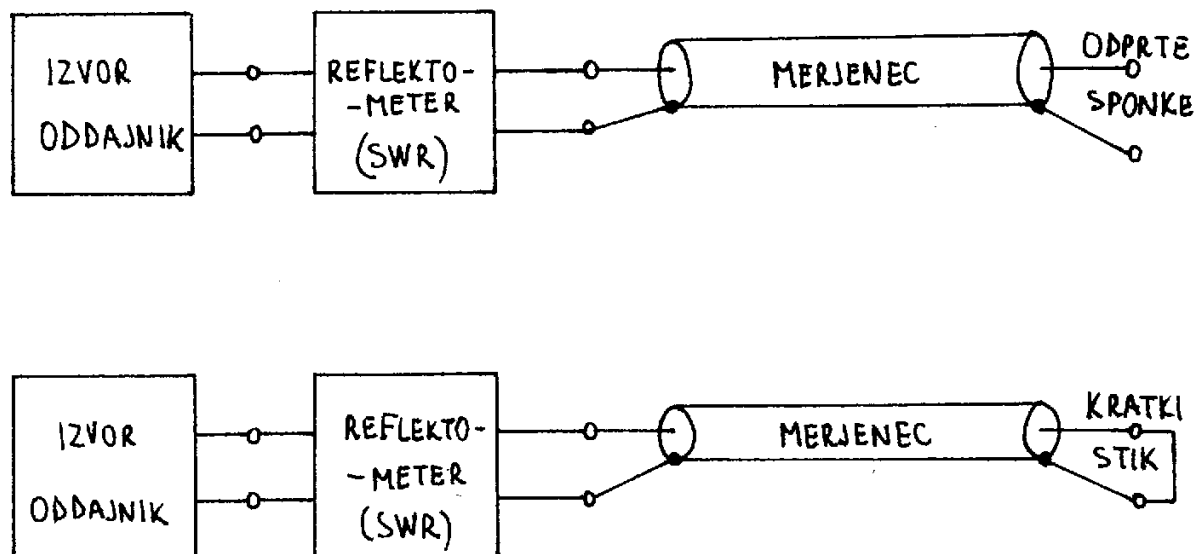 IZVOR
ODDAJNIK
REFLEKTO-
-METER
(SWR)
MERJENEC
ODPRTE
SPONKE
IZVOR
ODDAJNIK
REFLEKTO-
-METER
(SWR)
MERJENEC
KRATKI
STIK